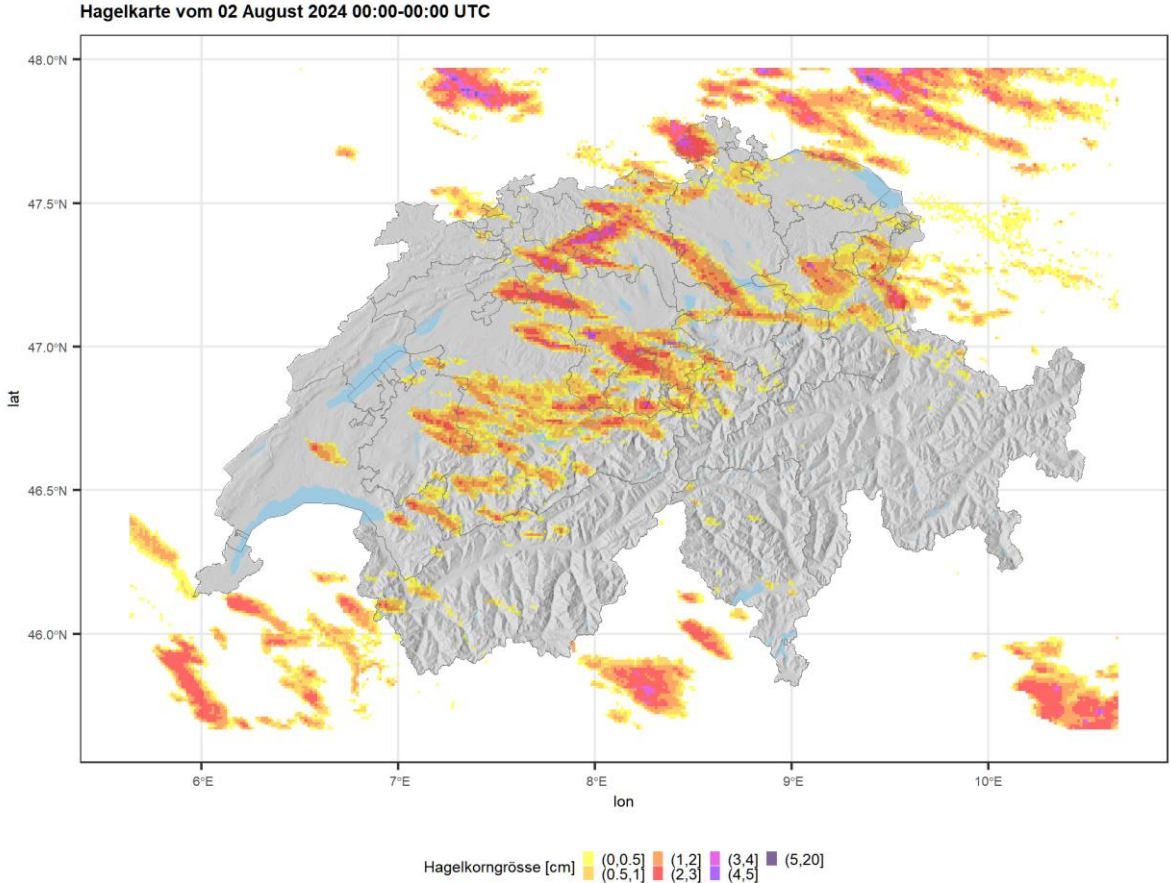 Hagelkarte vom 02 August 2024 00:00-00:00 UTC
48.0°N
47.5°N
47.0°N
46.5°N
46.0°N
lat
6°E 7°E 8°E 9°E 10°E
lon
Hagelkorngrösse [cm] (0,0.5] (1,2] (3,4] (5,20]
(0.5,1] (2,3] (4,5]